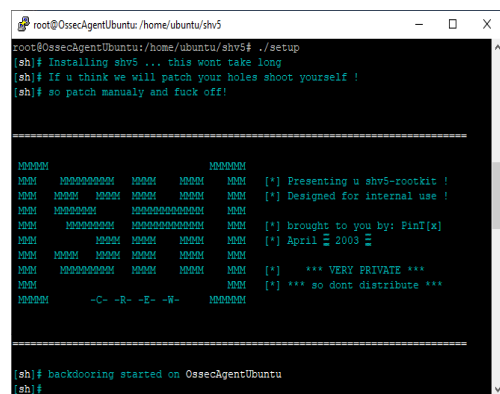 root@OssecAgentUbuntu: /home/ubuntu/shv5
root@OssecAgentUbuntu:/home/ubuntu/shv5# ./setup
[sh]# Installing shv5 ... this wont take long
[sh]# If u think we will patch your holes shoot yourself !
[sh]# so patch manualy and fuck off!
============================================================================
MMMMM MMMMMM
MMM MMMMMMMMM MMMM MMMM MMM [*] Presenting u shv5-rootkit !
MMM MMMM MMMM MMMM MMMM MMM [*] Designed for internal use !
MMM MMMMMMM MMMMMMMMMMMM MMM
MMM MMMMMMMM MMMMMMMMMMMM MMM [*] brought to you by: PinT[x]
MMM MMMM MMMM MMMM MMM [*] April 2003
MMM MMMM MMMM MMMM MMMM MMM
MMM MMMMMMMMM MMMM MMMM MMM [*] *** VERY PRIVATE ***
MMM MMM [*] *** so dont distribute ***
MMMMM -C- -R- -E- -W- MMMMMM
============================================================================
[sh]# backdooring started on OssecAgentUbuntu
[sh]#